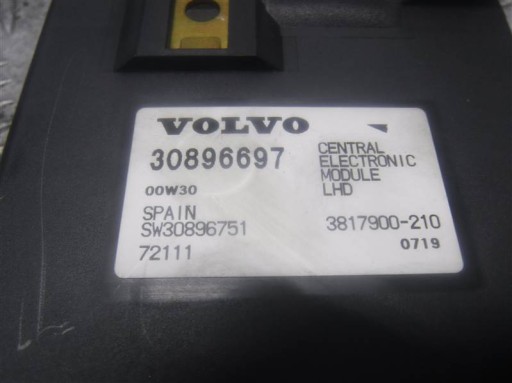 VOLVO
30896697
00W30
SPAIN
SW30896751
72111
CENTRAL
ELECTRONIC
MODULE
LHD
3817900-210
0719